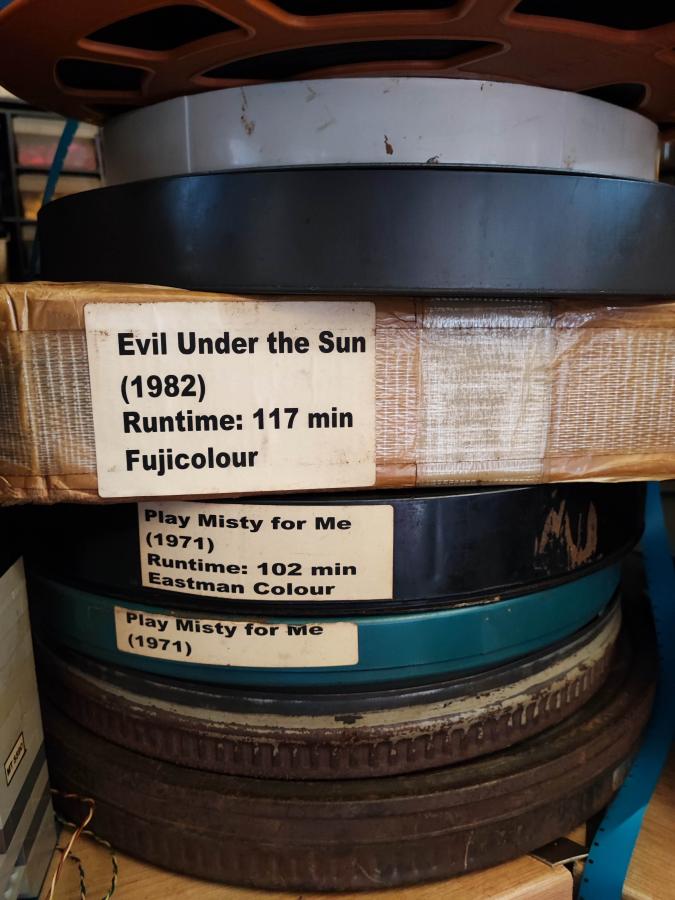 Evil Under the Sun
(1982)
Runtime: 117 min
Fujicolour
Play Misty for Me
(1971)
Runtime: 102 min
Eastman Colour
Play Misty for Me
(1971)